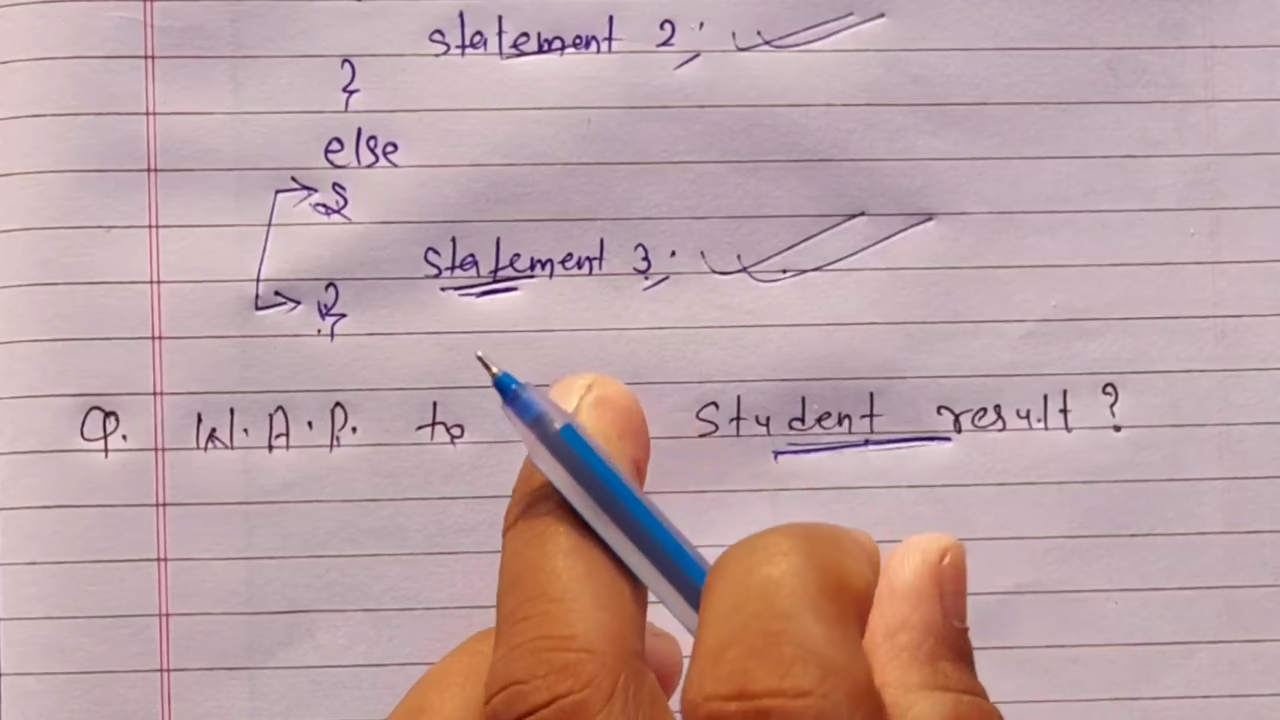 statement 2;
}
else
{
statement 3;
}
Q. W.A.P. to student result?